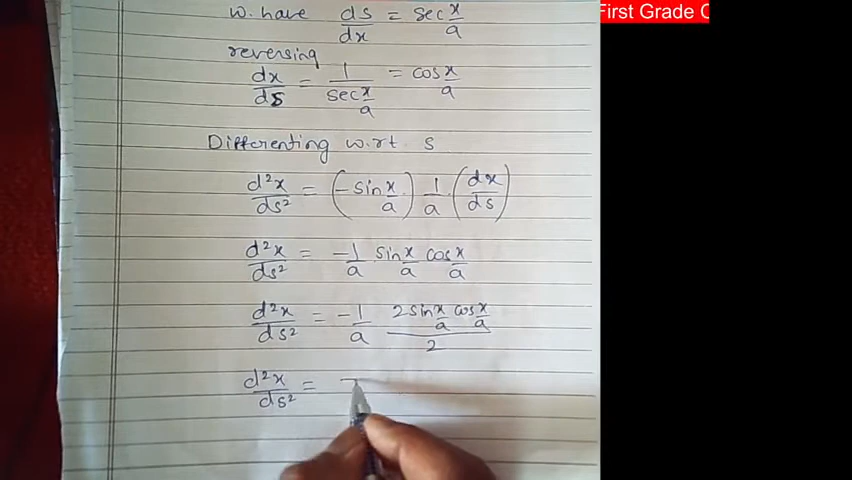 w. have ds/dx = sec x/a
reversing
dx/ds = 1/sec x/a = cos x/a
Differenting w.r.t s
d²x/ds² = (-sin x/a) 1/a (dx/ds)
d²x/ds² = -1/a sin x/a cos x/a
d²x/ds² = -1/a 2 sin x/a cos x/a / 2
d²x/ds² =
First Grade